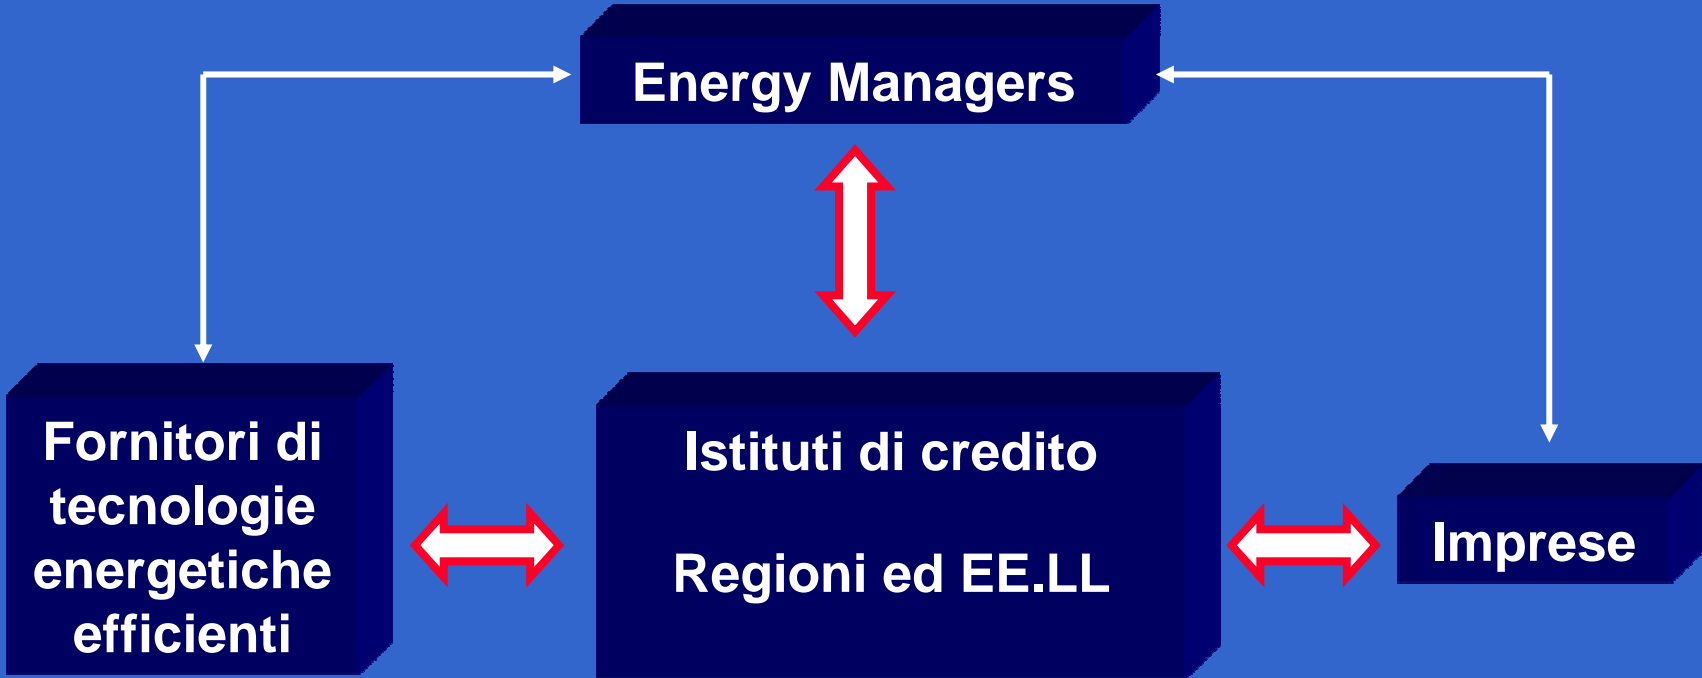 Energy Managers
Fornitori di
tecnologie
energetiche
efficienti
Istituti di credito
Regioni ed EE.LL
Imprese